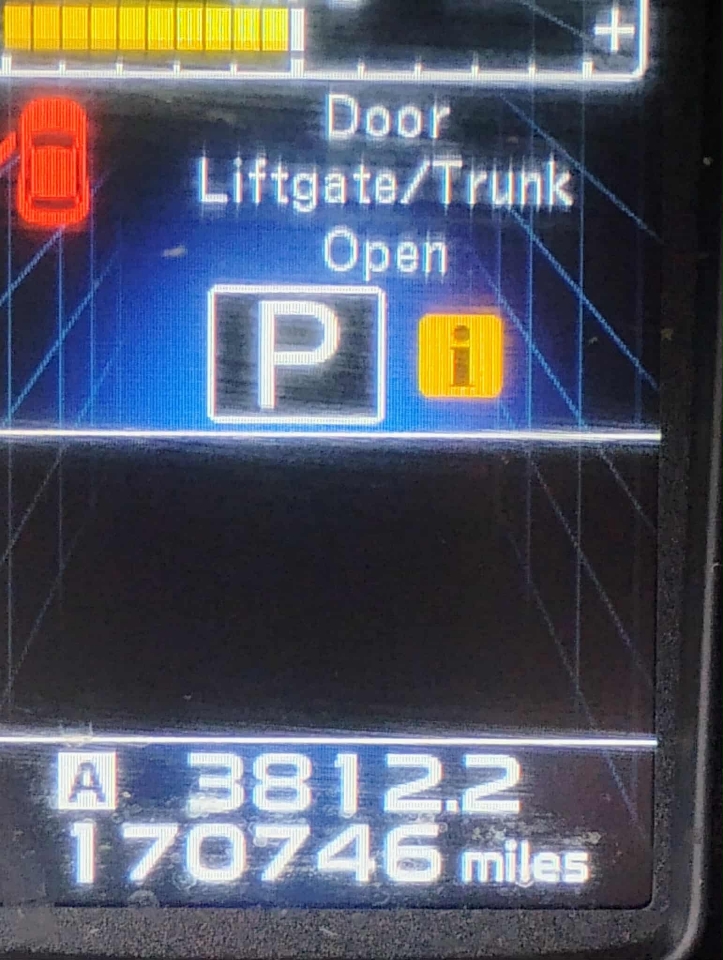 +
Door
Liftgate/Trunk
Open
P i
A 3812.2
170746 miles